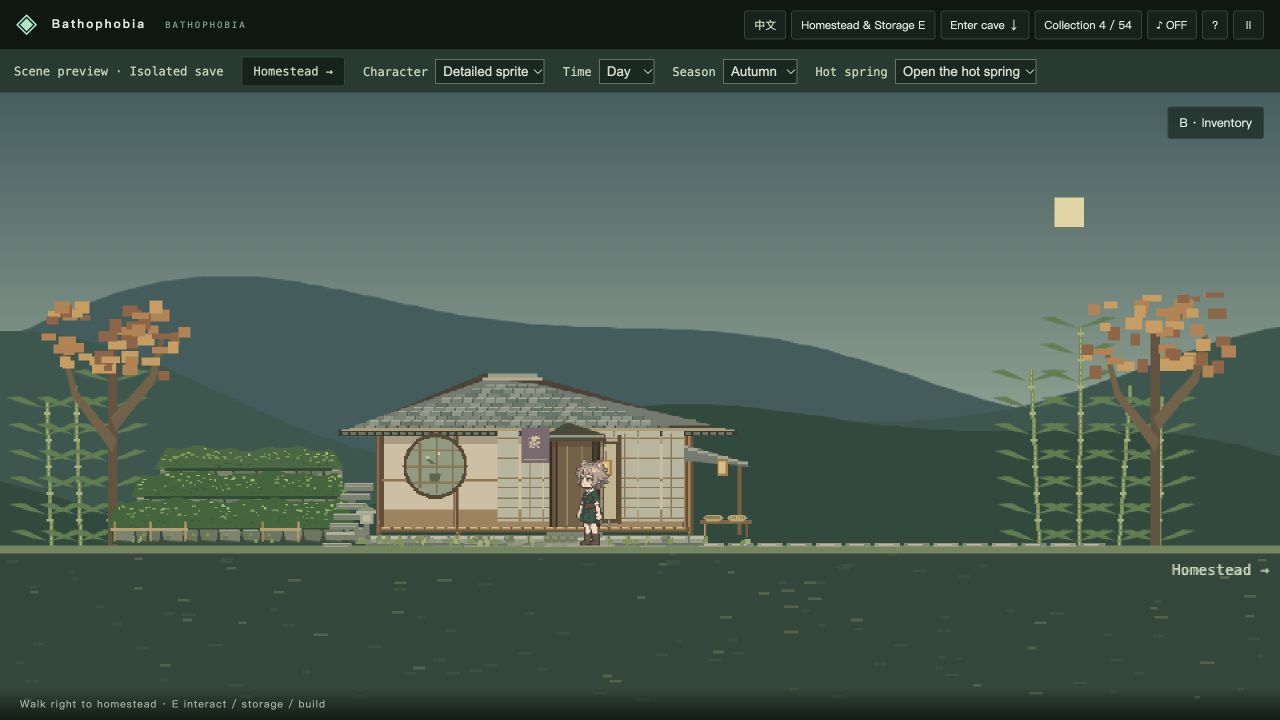 Bathophobia BATHOPHOBIA 中文 Homestead & Storage E Enter cave ↓ Collection 4 / 54 ♪ OFF ? II
Scene preview · Isolated save Homestead → Character Detailed sprite Time Day Season Autumn Hot spring Open the hot spring
B · Inventory
茶
Homestead →
Walk right to homestead · E interact / storage / build